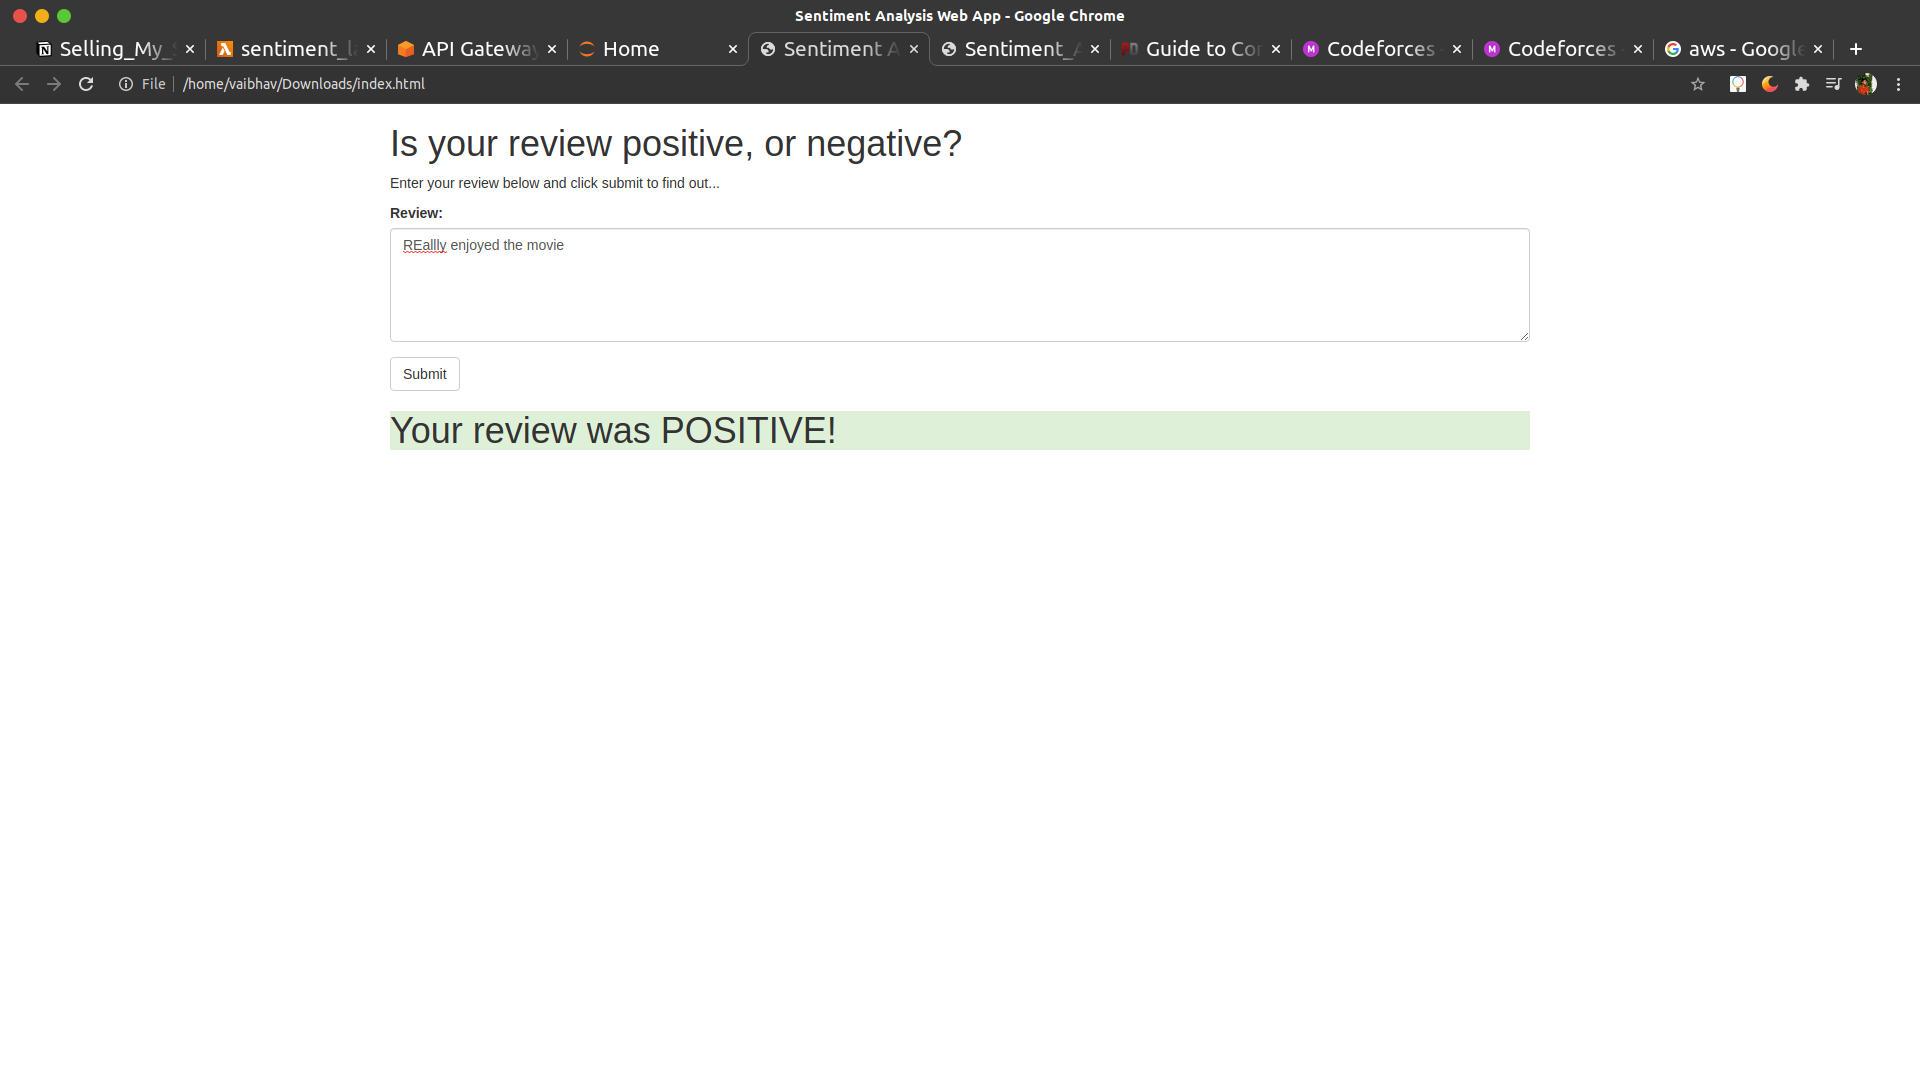 Sentiment Analysis Web App - Google Chrome
Selling_My_ sentiment_ API Gateway Home Sentiment A Sentiment_ Guide to Co Codeforces Codeforces aws - Google
File /home/vaibhav/Downloads/index.html
Is your review positive, or negative?
Enter your review below and click submit to find out...
Review:
REallly enjoyed the movie
Submit
Your review was POSITIVE!